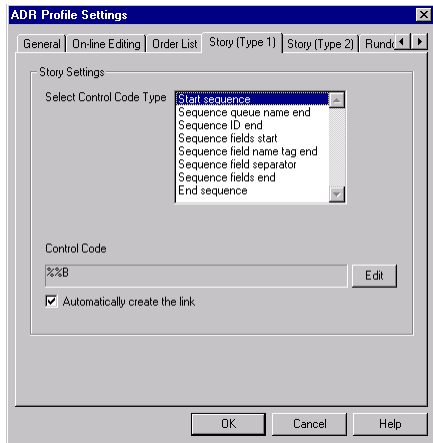 ADR Profile Settings
General On-line Editing Order List Story (Type 1) Story (Type 2)
Story Settings
Select Control Code Type
Start sequence
Sequence queue name end
Sequence ID end
Sequence fields start
Sequence field name tag end
Sequence field separator
Sequence fields end
End sequence
Control Code
%%B
Edit
Automatically create the link
OK Cancel Help